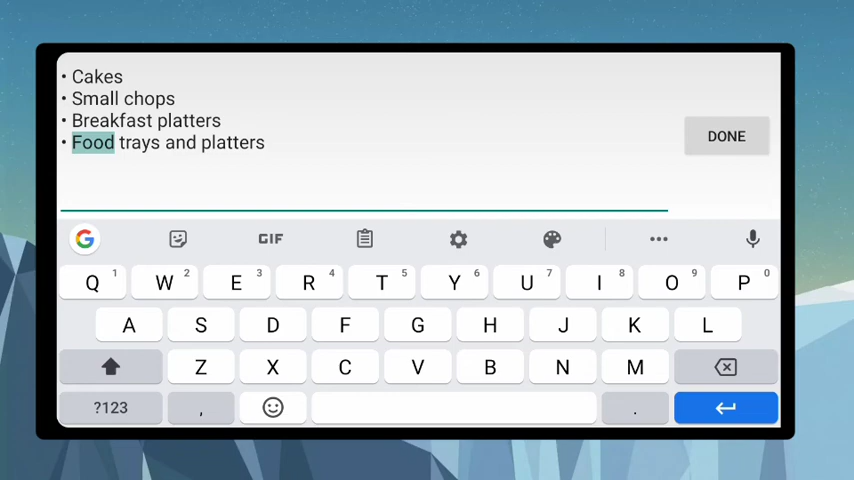 • Cakes
• Small chops
• Breakfast platters
• Food trays and platters
DONE
G GIF
Q 1 W 2 E 3 R 4 T 5 Y 6 U 7 I 8 O 9 P 0
A S D F G H J K L
Z X C V B N M
?123 , .